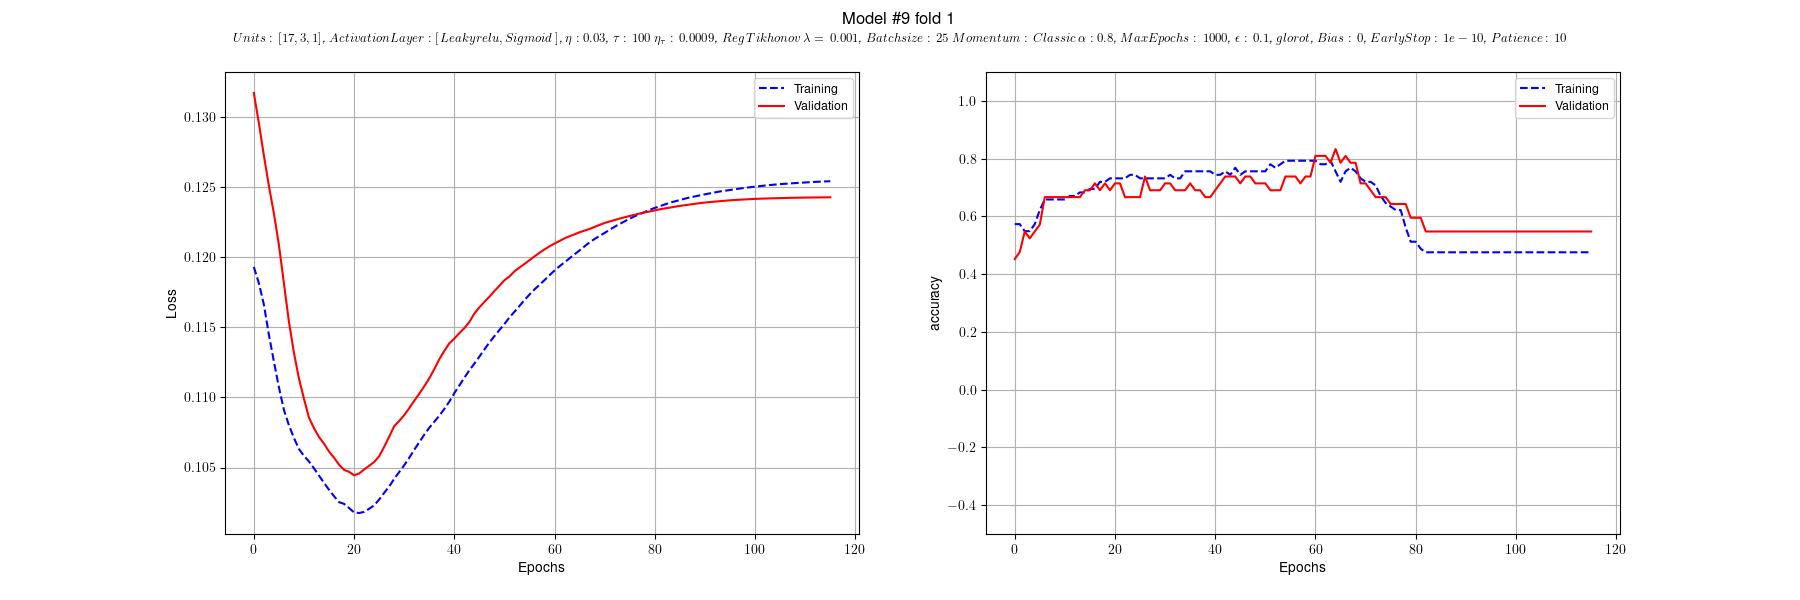 Model #9 fold 1
Units : [17, 3, 1], ActivationLayer : [Leakyrelu, Sigmoid ], η : 0.03, τ : 100 ητ : 0.0009, RegTikhonov λ = 0.001, Batchsize : 25 Momentum : Classic α : 0.8, MaxEpochs : 1000, ϵ : 0.1, glorot, Bias : 0, EarlyStop : 1e − 10, Patience : 10
Training
Validation
0.130
0.125
0.120
0.115
0.110
0.105
Loss
0 20 40 60 80 100 120
Epochs
Training
Validation
1.0
0.8
0.6
0.4
0.2
0.0
−0.2
−0.4
accuracy
0 20 40 60 80 100 120
Epochs